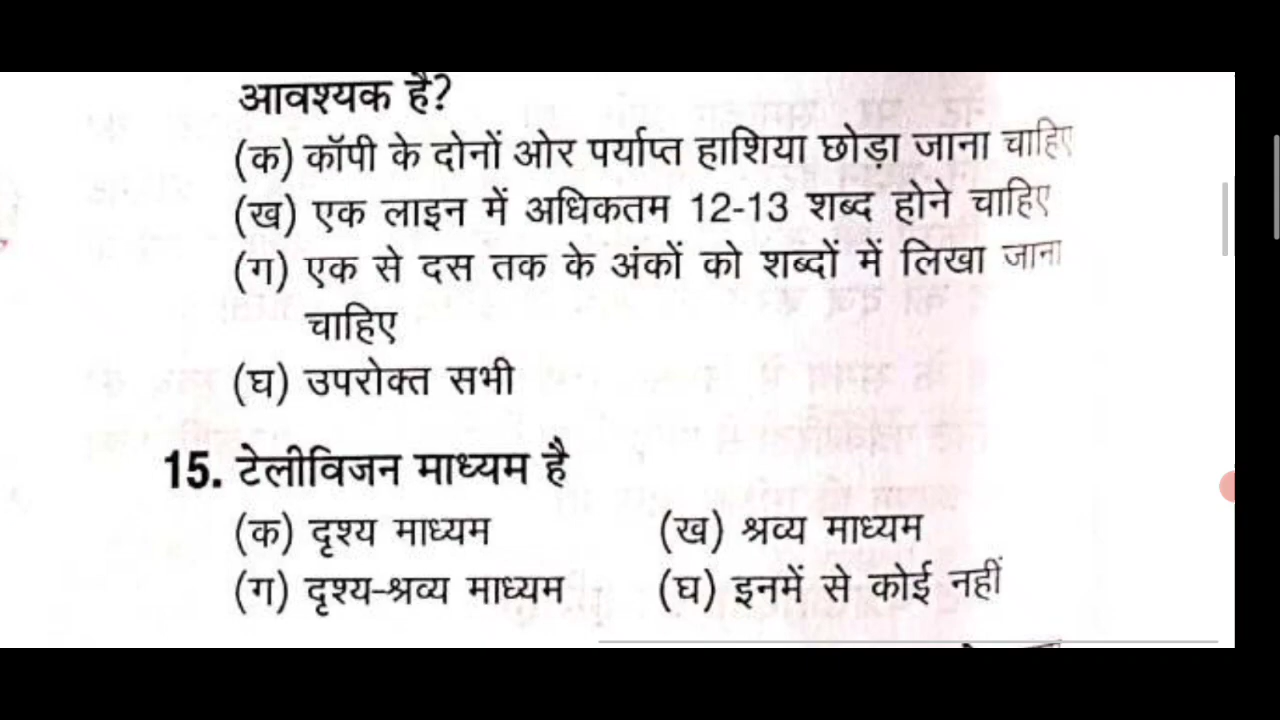 आवश्यक है?
(क) कॉपी के दोनों ओर पर्याप्त हाशिया छोड़ा जाना चाहिए
(ख) एक लाइन में अधिकतम 12-13 शब्द होने चाहिए
(ग) एक से दस तक के अंकों को शब्दों में लिखा जाना
चाहिए
(घ) उपरोक्त सभी
15. टेलीविजन माध्यम है
(क) दृश्य माध्यम (ख) श्रव्य माध्यम
(ग) दृश्य-श्रव्य माध्यम (घ) इनमें से कोई नहीं